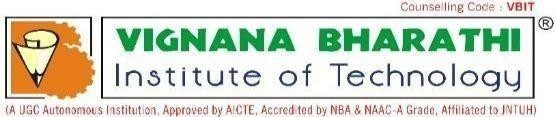 Counselling Code : VBIT
VIGNANA BHARATHI ®
Institute of Technology
(A UGC Autonomous Institution, Approved by AICTE, Accredited by NBA & NAAC-A Grade, Affiliated to JNTUH)